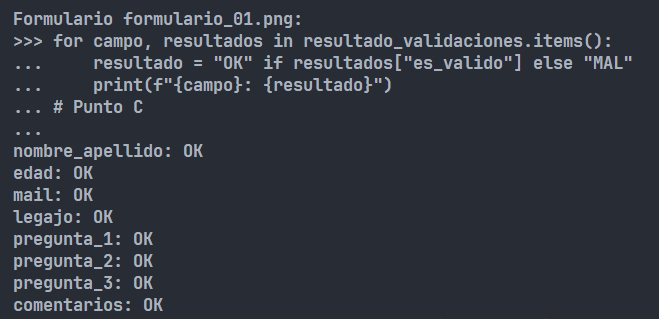 Formulario formulario_01.png:
>>> for campo, resultados in resultado_validaciones.items():
...     resultado = "OK" if resultados["es_valido"] else "MAL"
...     print(f"{campo}: {resultado}")
... # Punto C
...
nombre_apellido: OK
edad: OK
mail: OK
legajo: OK
pregunta_1: OK
pregunta_2: OK
pregunta_3: OK
comentarios: OK